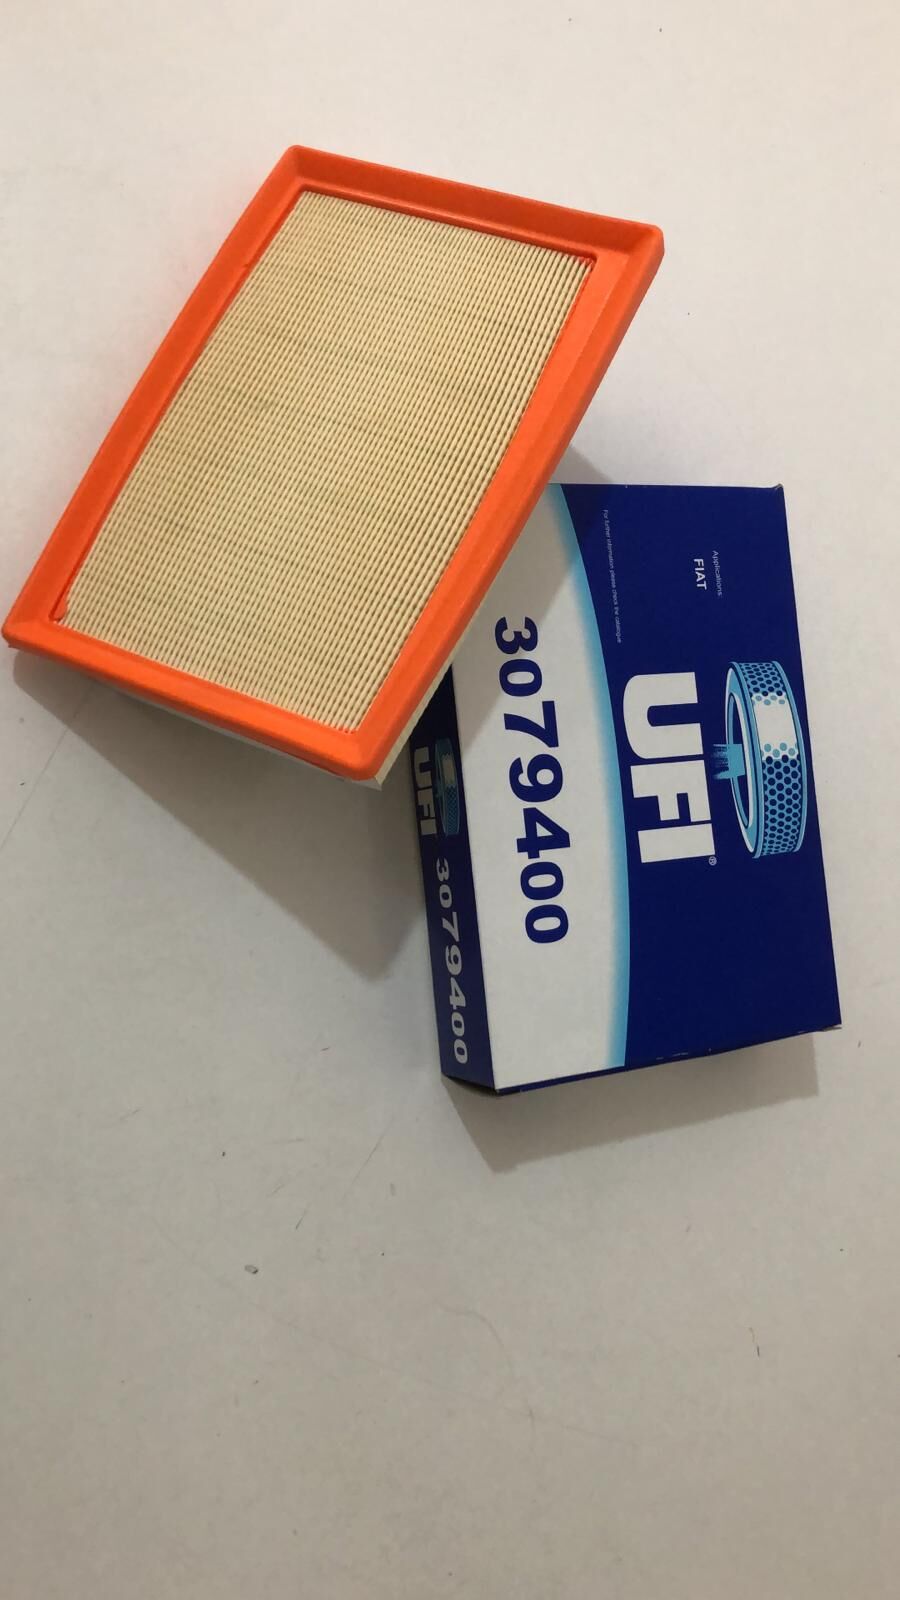 Applications:
FIAT
UFI®
For further information please check the catalogue
3079400
UFI
3079400